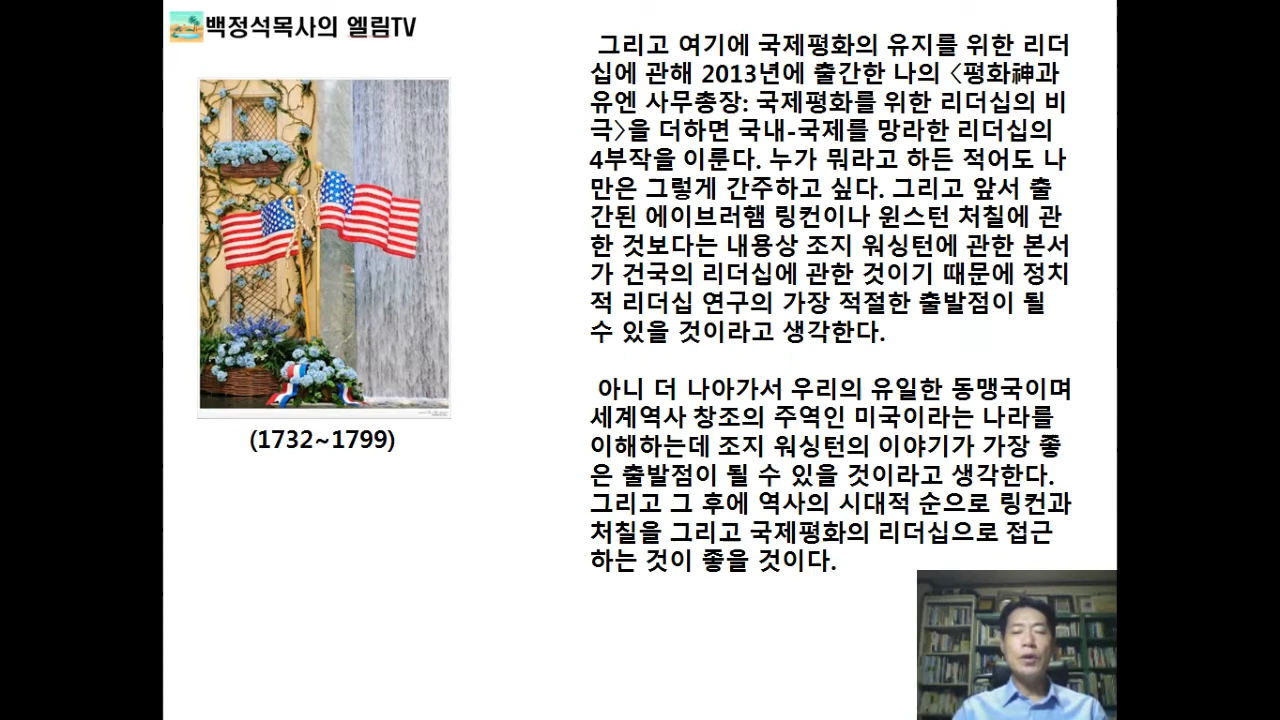 백정석목사의 엘림TV
그리고 여기에 국제평화의 유지를 위한 리더
십에 관해 2013년에 출간한 나의 〈평화神과
유엔 사무총장: 국제평화를 위한 리더십의 비
극〉을 더하면 국내-국제를 망라한 리더십의
4부작을 이룬다. 누가 뭐라고 하든 적어도 나
만은 그렇게 간주하고 싶다. 그리고 앞서 출
간된 에이브러햄 링컨이나 윈스턴 처칠에 관
한 것보다는 내용상 조지 워싱턴에 관한 본서
가 건국의 리더십에 관한 것이기 때문에 정치
적 리더십 연구의 가장 적절한 출발점이 될
수 있을 것이라고 생각한다.
아니 더 나아가서 우리의 유일한 동맹국이며
세계역사 창조의 주역인 미국이라는 나라를
이해하는데 조지 워싱턴의 이야기가 가장 좋
은 출발점이 될 수 있을 것이라고 생각한다.
그리고 그 후에 역사의 시대적 순으로 링컨과
처칠을 그리고 국제평화의 리더십으로 접근
하는 것이 좋을 것이다.
(1732~1799)